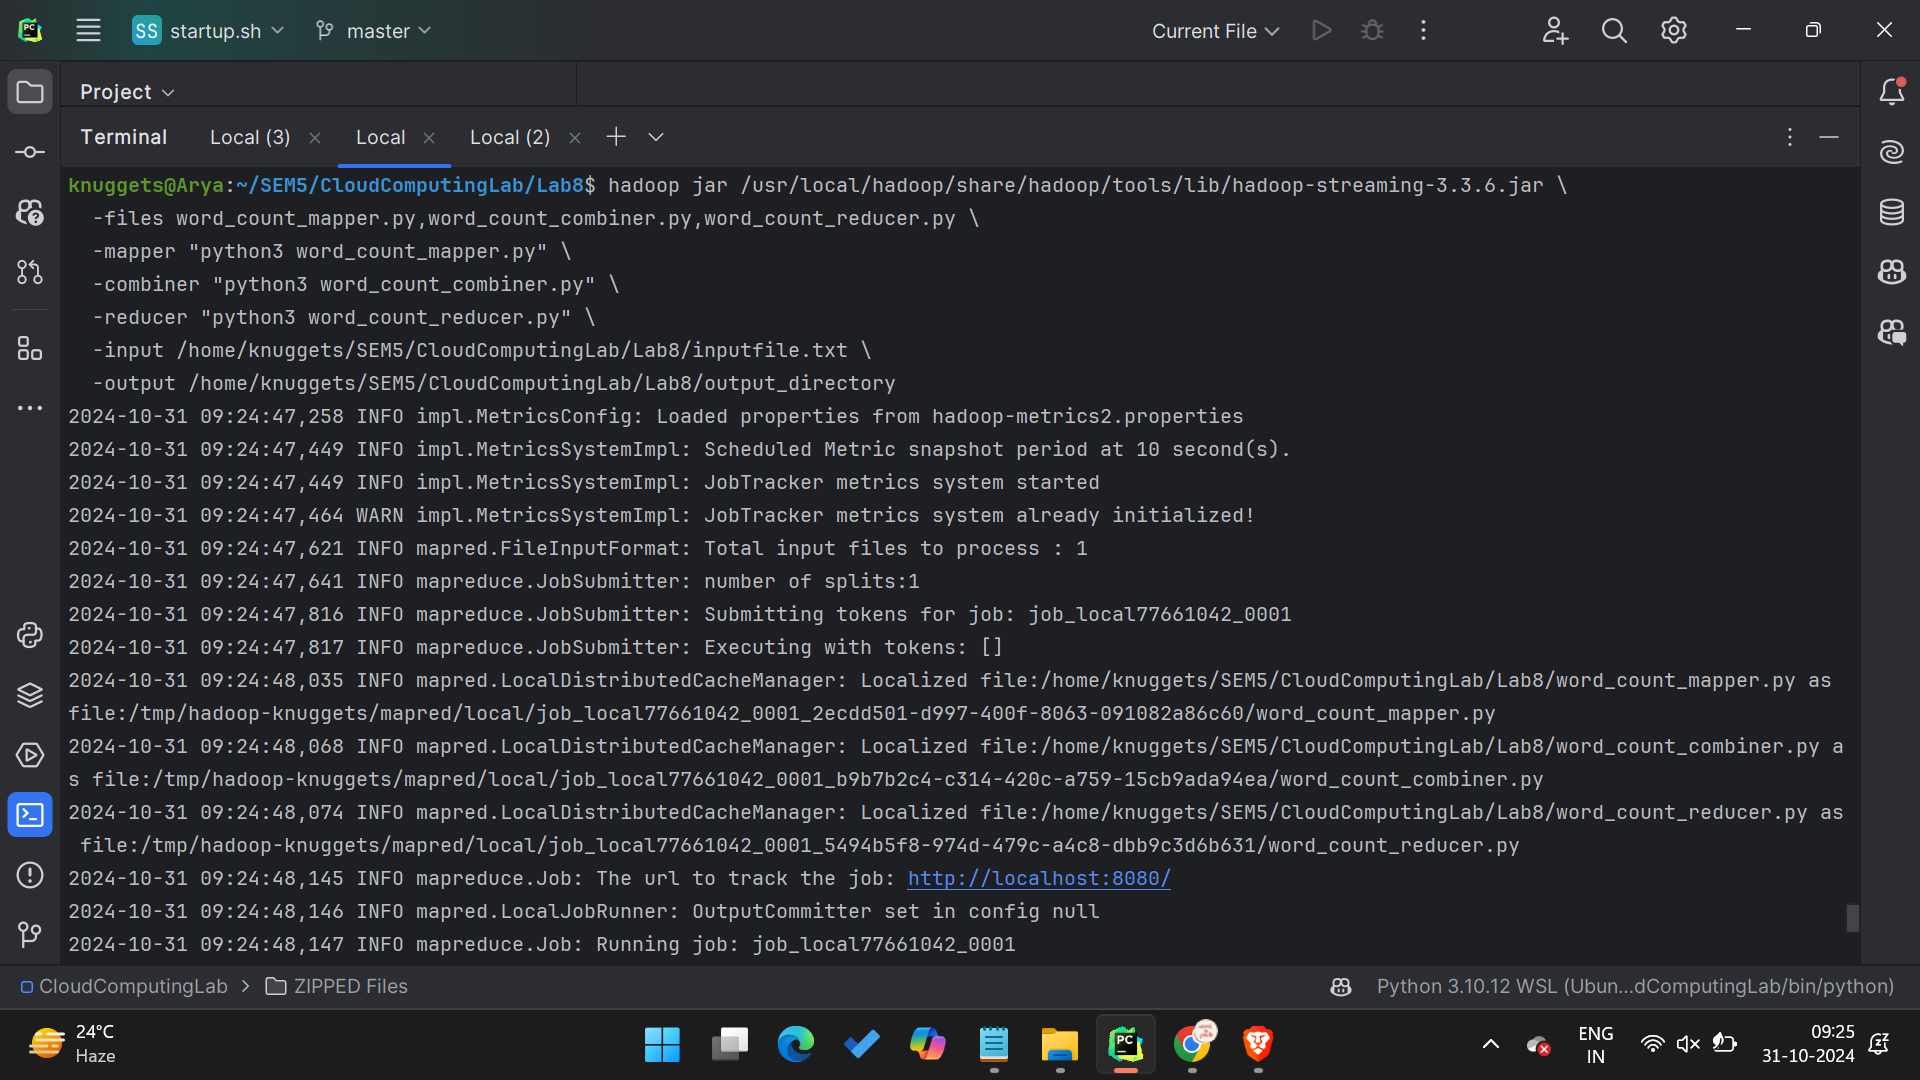 PC
SS startup.sh
master
Current File
Project
Terminal
Local (3)
Local
Local (2)
knuggets@Arya:~/SEM5/CloudComputingLab/Lab8$ hadoop jar /usr/local/hadoop/share/hadoop/tools/lib/hadoop-streaming-3.3.6.jar \
-files word_count_mapper.py,word_count_combiner.py,word_count_reducer.py \
-mapper "python3 word_count_mapper.py" \
-combiner "python3 word_count_combiner.py" \
-reducer "python3 word_count_reducer.py" \
-input /home/knuggets/SEM5/CloudComputingLab/Lab8/inputfile.txt \
-output /home/knuggets/SEM5/CloudComputingLab/Lab8/output_directory
2024-10-31 09:24:47,258 INFO impl.MetricsConfig: Loaded properties from hadoop-metrics2.properties
2024-10-31 09:24:47,449 INFO impl.MetricsSystemImpl: Scheduled Metric snapshot period at 10 second(s).
2024-10-31 09:24:47,449 INFO impl.MetricsSystemImpl: JobTracker metrics system started
2024-10-31 09:24:47,464 WARN impl.MetricsSystemImpl: JobTracker metrics system already initialized!
2024-10-31 09:24:47,621 INFO mapred.FileInputFormat: Total input files to process : 1
2024-10-31 09:24:47,641 INFO mapreduce.JobSubmitter: number of splits:1
2024-10-31 09:24:47,816 INFO mapreduce.JobSubmitter: Submitting tokens for job: job_local77661042_0001
2024-10-31 09:24:47,817 INFO mapreduce.JobSubmitter: Executing with tokens: []
2024-10-31 09:24:48,035 INFO mapred.LocalDistributedCacheManager: Localized file:/home/knuggets/SEM5/CloudComputingLab/Lab8/word_count_mapper.py as
file:/tmp/hadoop-knuggets/mapred/local/job_local77661042_0001_2ecdd501-d997-400f-8063-091082a86c60/word_count_mapper.py
2024-10-31 09:24:48,068 INFO mapred.LocalDistributedCacheManager: Localized file:/home/knuggets/SEM5/CloudComputingLab/Lab8/word_count_combiner.py a
s file:/tmp/hadoop-knuggets/mapred/local/job_local77661042_0001_b9b7b2c4-c314-420c-a759-15cb9ada94ea/word_count_combiner.py
2024-10-31 09:24:48,074 INFO mapred.LocalDistributedCacheManager: Localized file:/home/knuggets/SEM5/CloudComputingLab/Lab8/word_count_reducer.py as
file:/tmp/hadoop-knuggets/mapred/local/job_local77661042_0001_5494b5f8-974d-479c-a4c8-dbb9c3d6b631/word_count_reducer.py
2024-10-31 09:24:48,145 INFO mapreduce.Job: The url to track the job: http://localhost:8080/
2024-10-31 09:24:48,146 INFO mapred.LocalJobRunner: OutputCommitter set in config null
2024-10-31 09:24:48,147 INFO mapreduce.Job: Running job: job_local77661042_0001
CloudComputingLab > ZIPPED Files
Python 3.10.12 WSL (Ubun...dComputingLab/bin/python)
24°C
Haze
PC
ENG
IN
09:25
31-10-2024